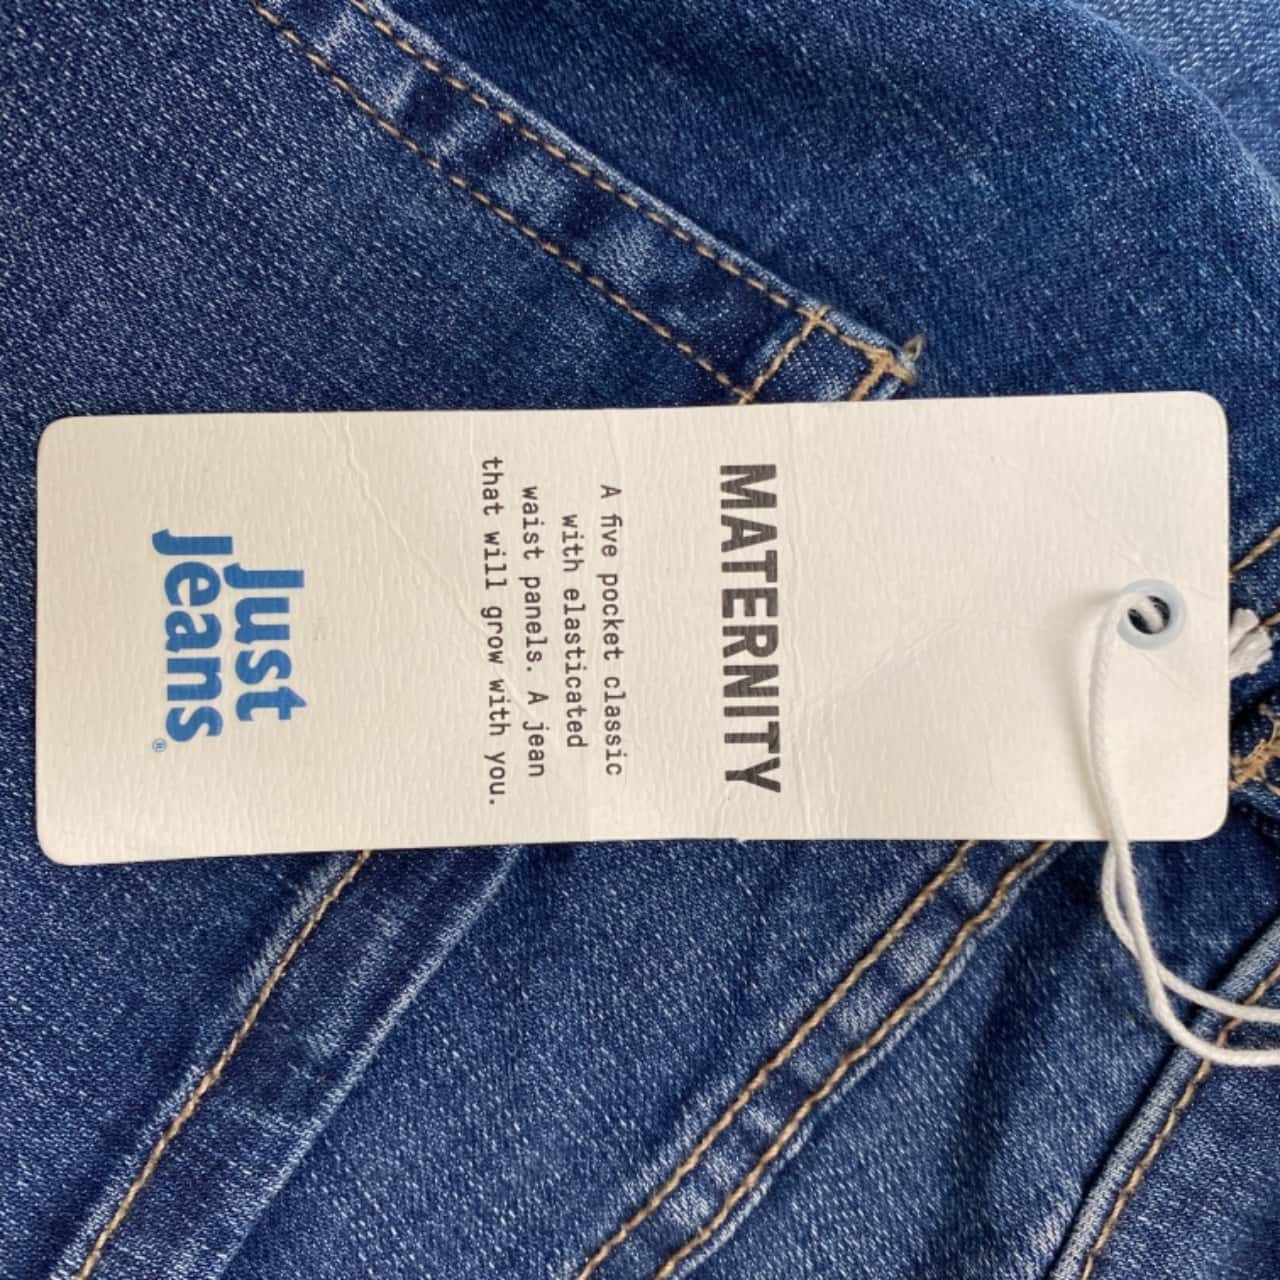 MATERNITY
A five pocket classic
with elasticated
waist panels. A jean
that will grow with you.
Just
Jeans®